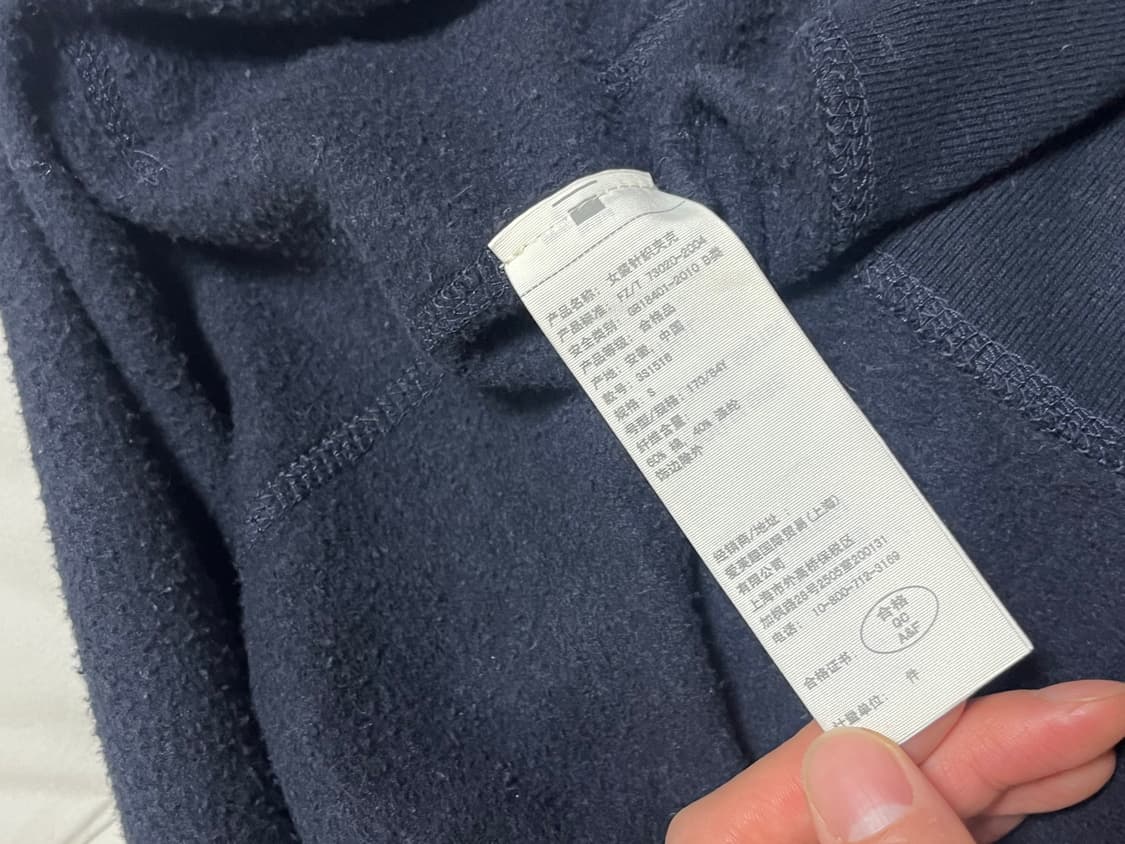 产品名称: 女装针织夹克
产品标准: FZ/T 73020-2004
安全类别: GB18401-2010 B类
产品等级: 合格品
产地: 安徽, 中国
款号: 3S1516
规格: S
号型/规格: 170/84Y
纤维含量:
60% 棉, 40% 涤纶
饰边除外
经销商/地址 :
爱芙趣国际贸易(上海)
有限公司
上海市外高桥保税区
加枫路28号2505室200131
电话: 10-800-712-3169
合格
QC
A&F
合格证书:
计量单位: 件